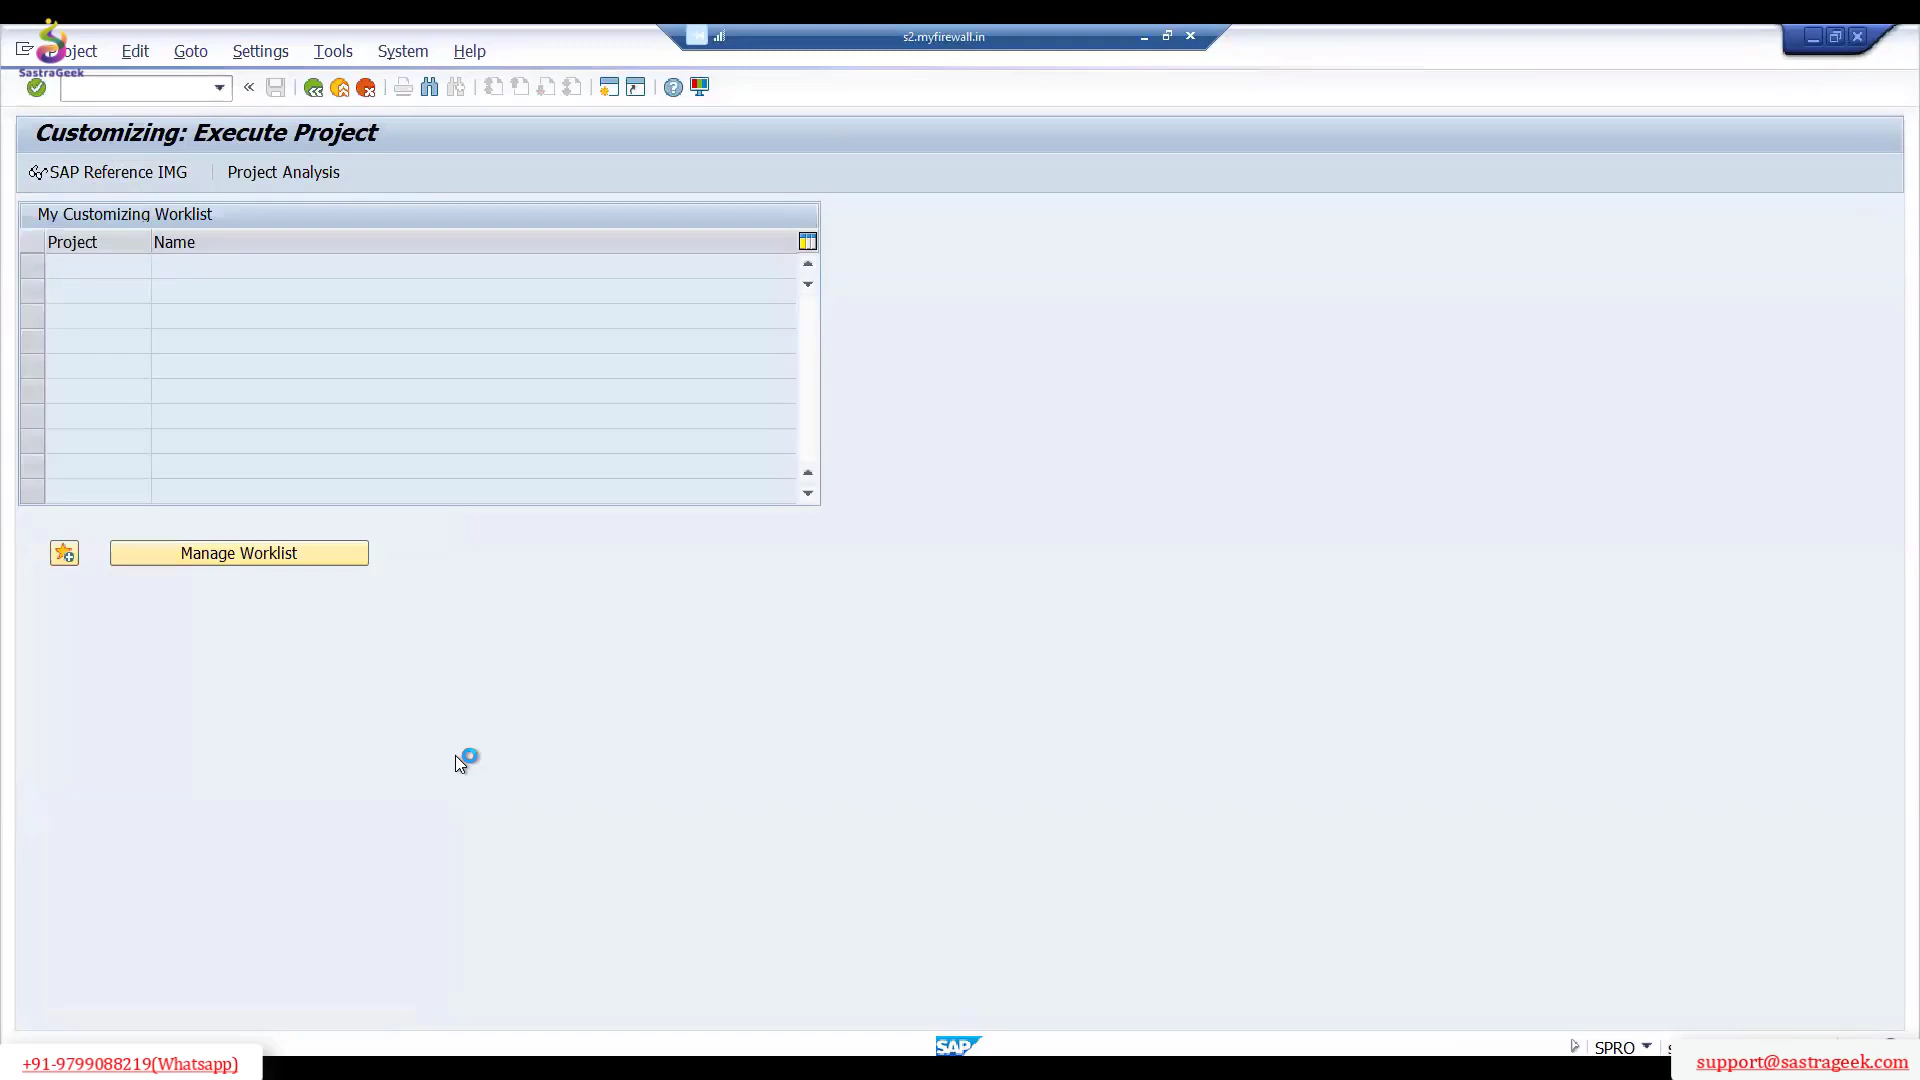 s2.myfirewall.in
Project Edit Goto Settings Tools System Help
SastraGeek
Customizing: Execute Project
SAP Reference IMG Project Analysis
My Customizing Worklist
Project Name
Manage Worklist
SAP SPRO
+91-9799088219(Whatsapp) support@sastrageek.com